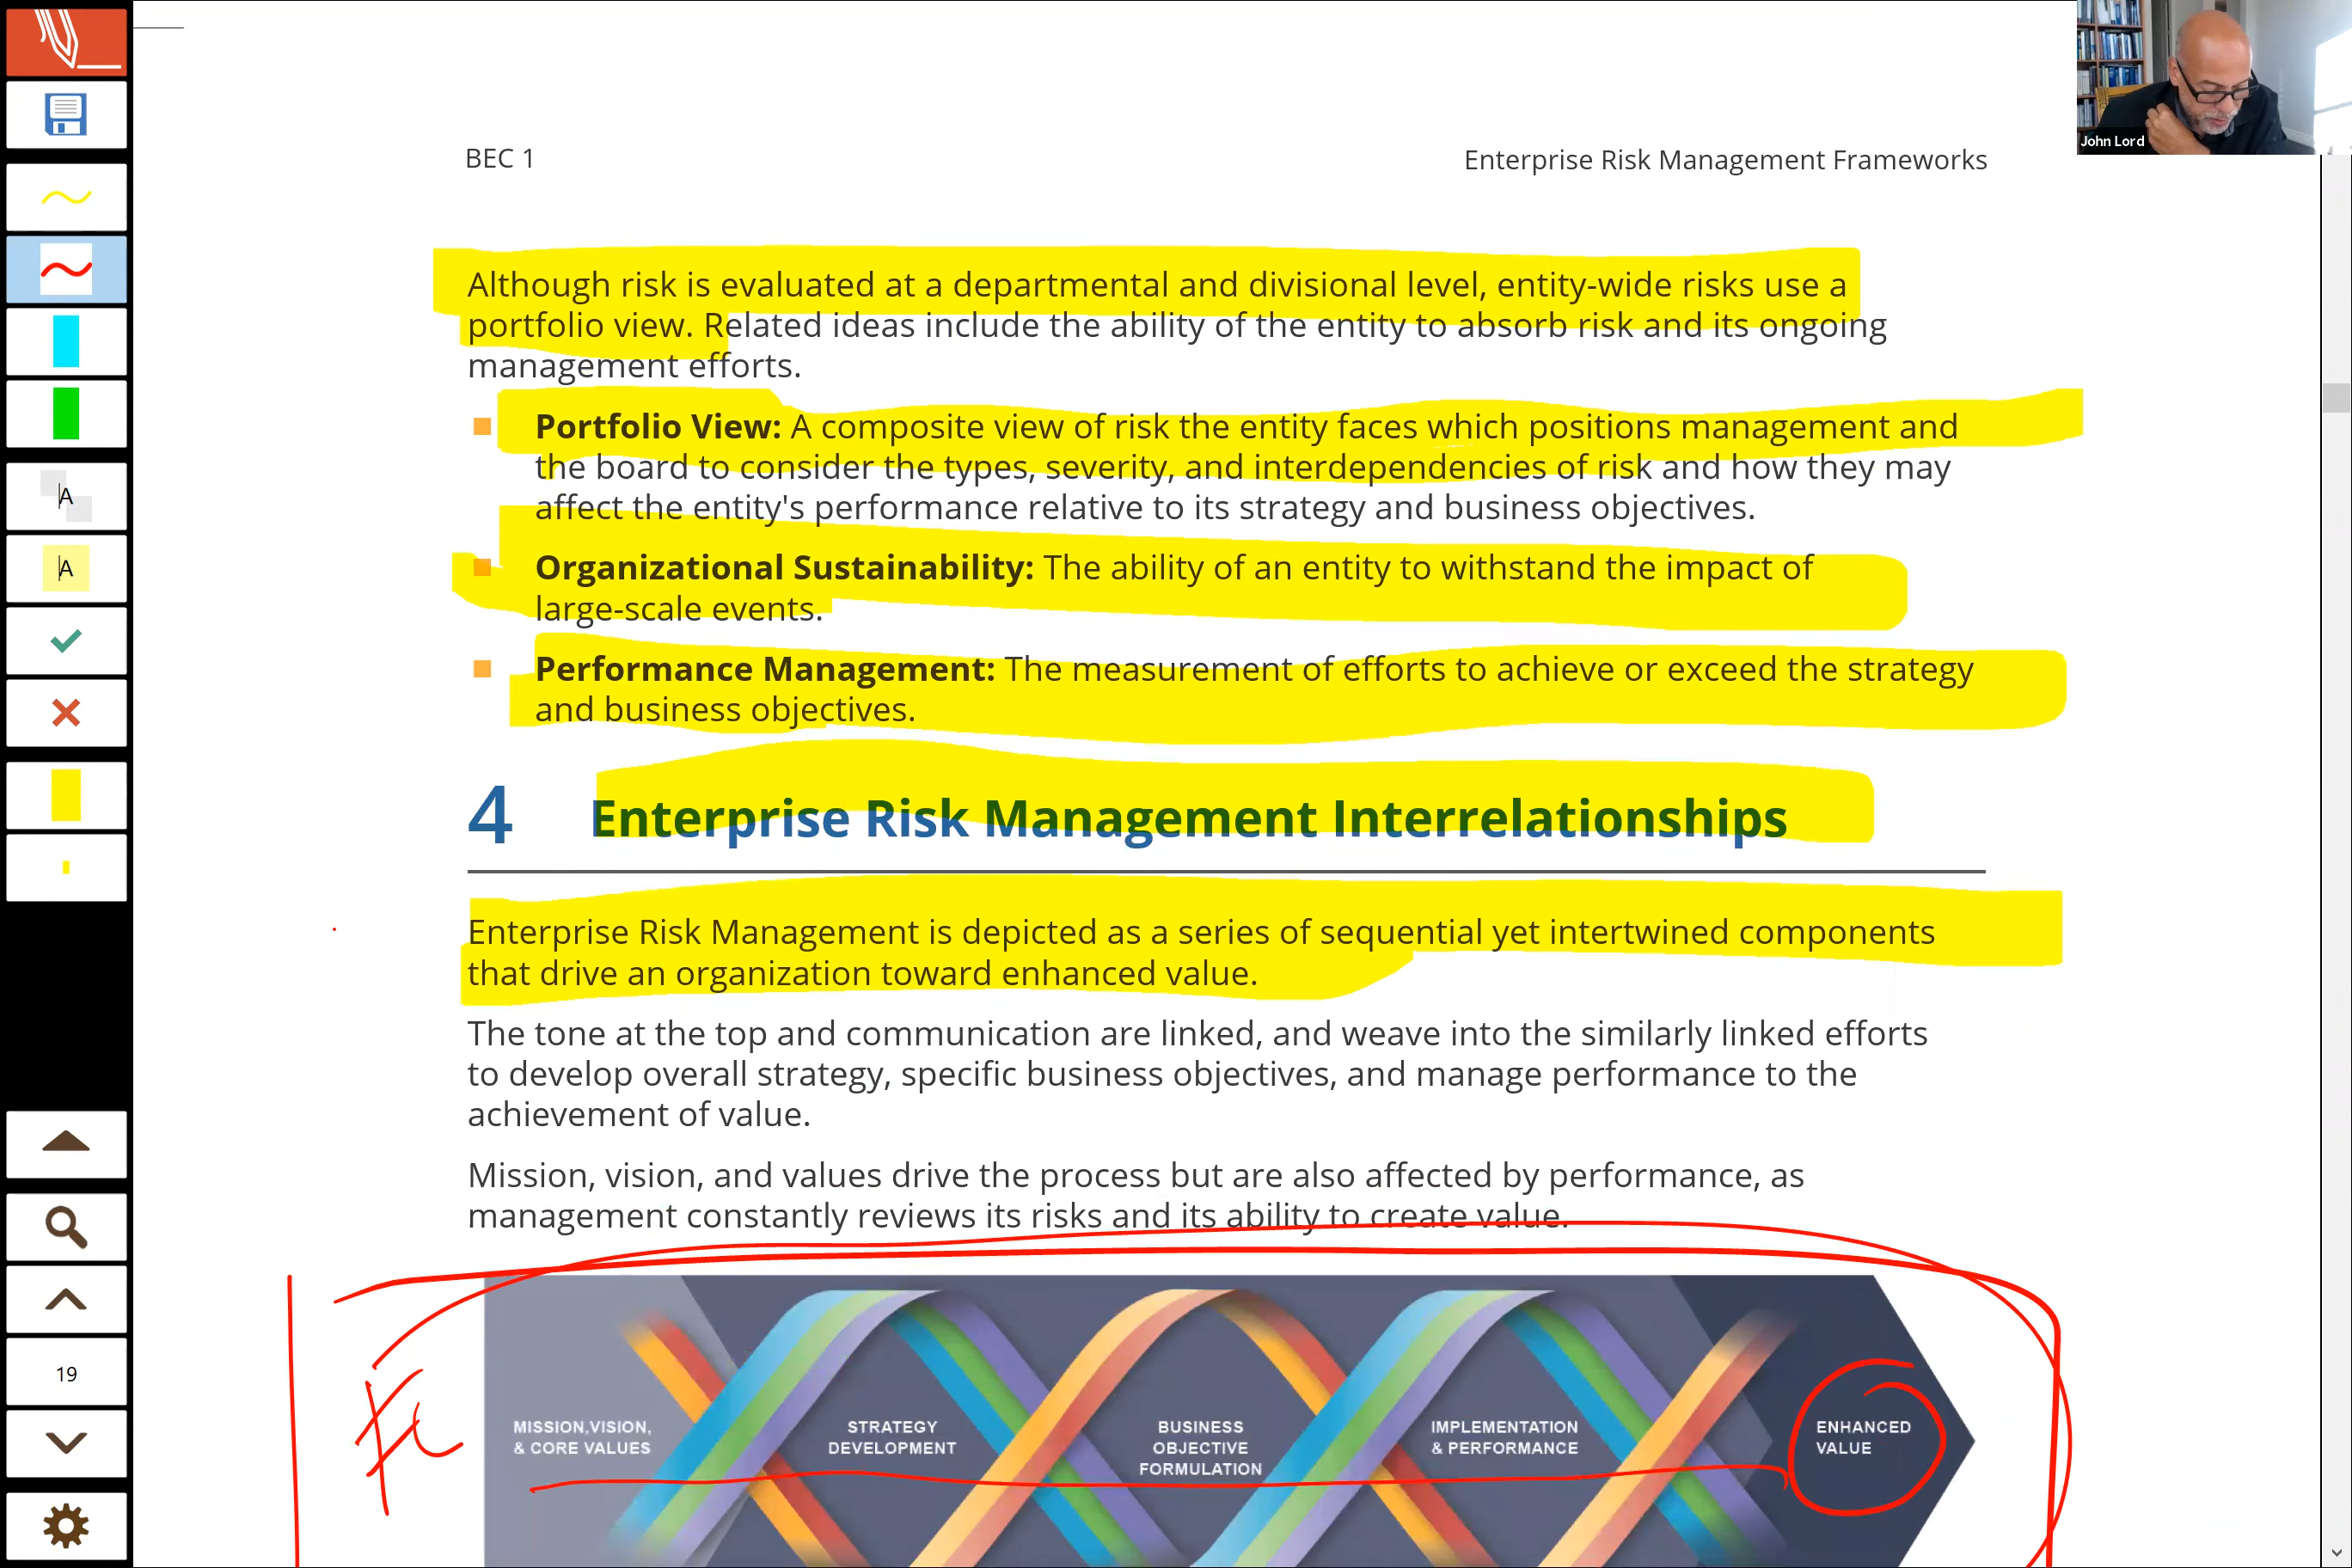 John Lord
BEC 1
Enterprise Risk Management Frameworks
Although risk is evaluated at a departmental and divisional level, entity-wide risks use a
portfolio view. Related ideas include the ability of the entity to absorb risk and its ongoing
management efforts.
Portfolio View: A composite view of risk the entity faces which positions management and
the board to consider the types, severity, and interdependencies of risk and how they may
affect the entity's performance relative to its strategy and business objectives.
Organizational Sustainability: The ability of an entity to withstand the impact of
large-scale events.
Performance Management: The measurement of efforts to achieve or exceed the strategy
and business objectives.
4 Enterprise Risk Management Interrelationships
Enterprise Risk Management is depicted as a series of sequential yet intertwined components
that drive an organization toward enhanced value.
The tone at the top and communication are linked, and weave into the similarly linked efforts
to develop overall strategy, specific business objectives, and manage performance to the
achievement of value.
Mission, vision, and values drive the process but are also affected by performance, as
management constantly reviews its risks and its ability to create value.
MISSION,VISION,
& CORE VALUES
STRATEGY
DEVELOPMENT
BUSINESS
OBJECTIVE
FORMULATION
IMPLEMENTATION
& PERFORMANCE
ENHANCED
VALUE
A
A
19